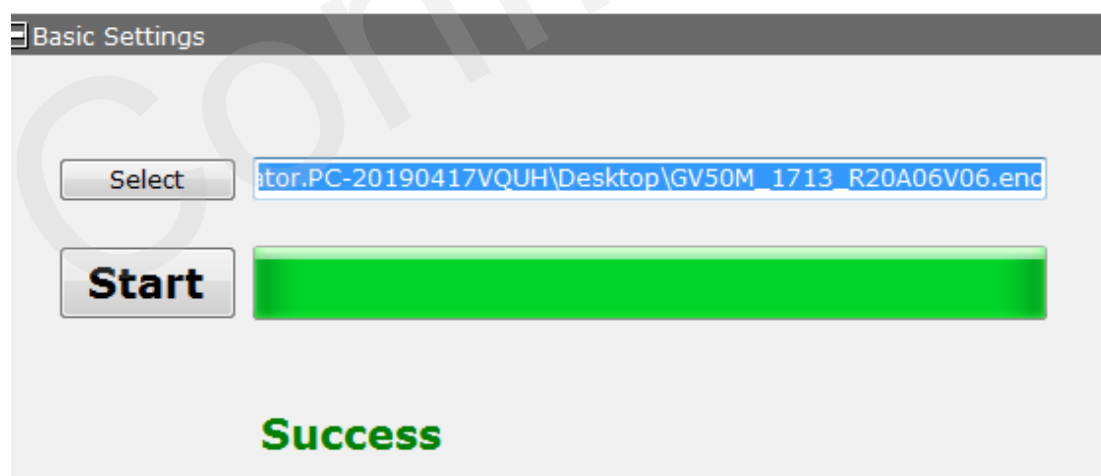 Basic Settings
Select
ator.PC-20190417VQUH\Desktop\GV50M_1713_R20A06V06.enc
Start
Success